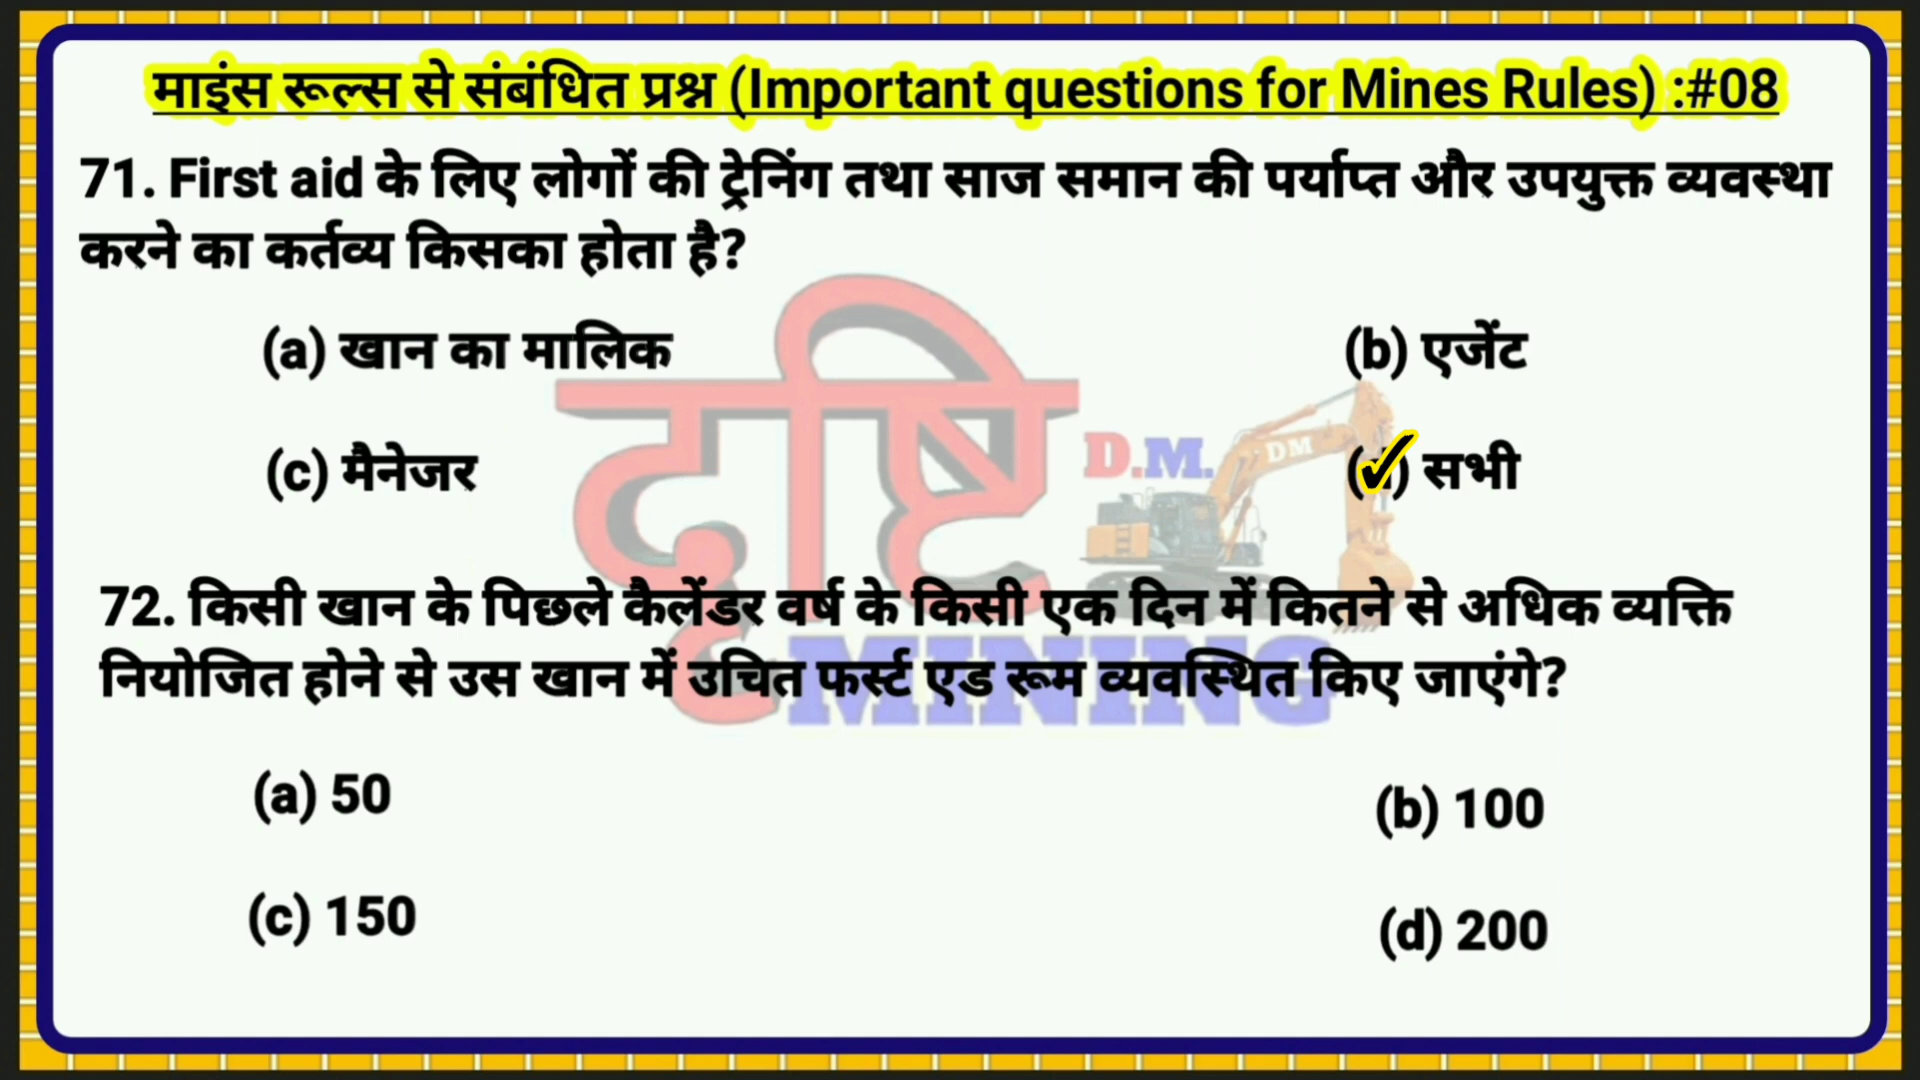 माइंस रूल्स से संबंधित प्रश्न (Important questions for Mines Rules) :#08
71. First aid के लिए लोगों की ट्रेनिंग तथा साज समान की पर्याप्त और उपयुक्त व्यवस्था
करने का कर्तव्य किसका होता है?
(a) खान का मालिक
(b) एजेंट
(c) मैनेजर
(d) सभी
दृष्टि
D.M.
DM
MINING
72. किसी खान के पिछले कैलेंडर वर्ष के किसी एक दिन में कितने से अधिक व्यक्ति
नियोजित होने से उस खान में उचित फर्स्ट एड रूम व्यवस्थित किए जाएंगे?
(a) 50
(b) 100
(c) 150
(d) 200